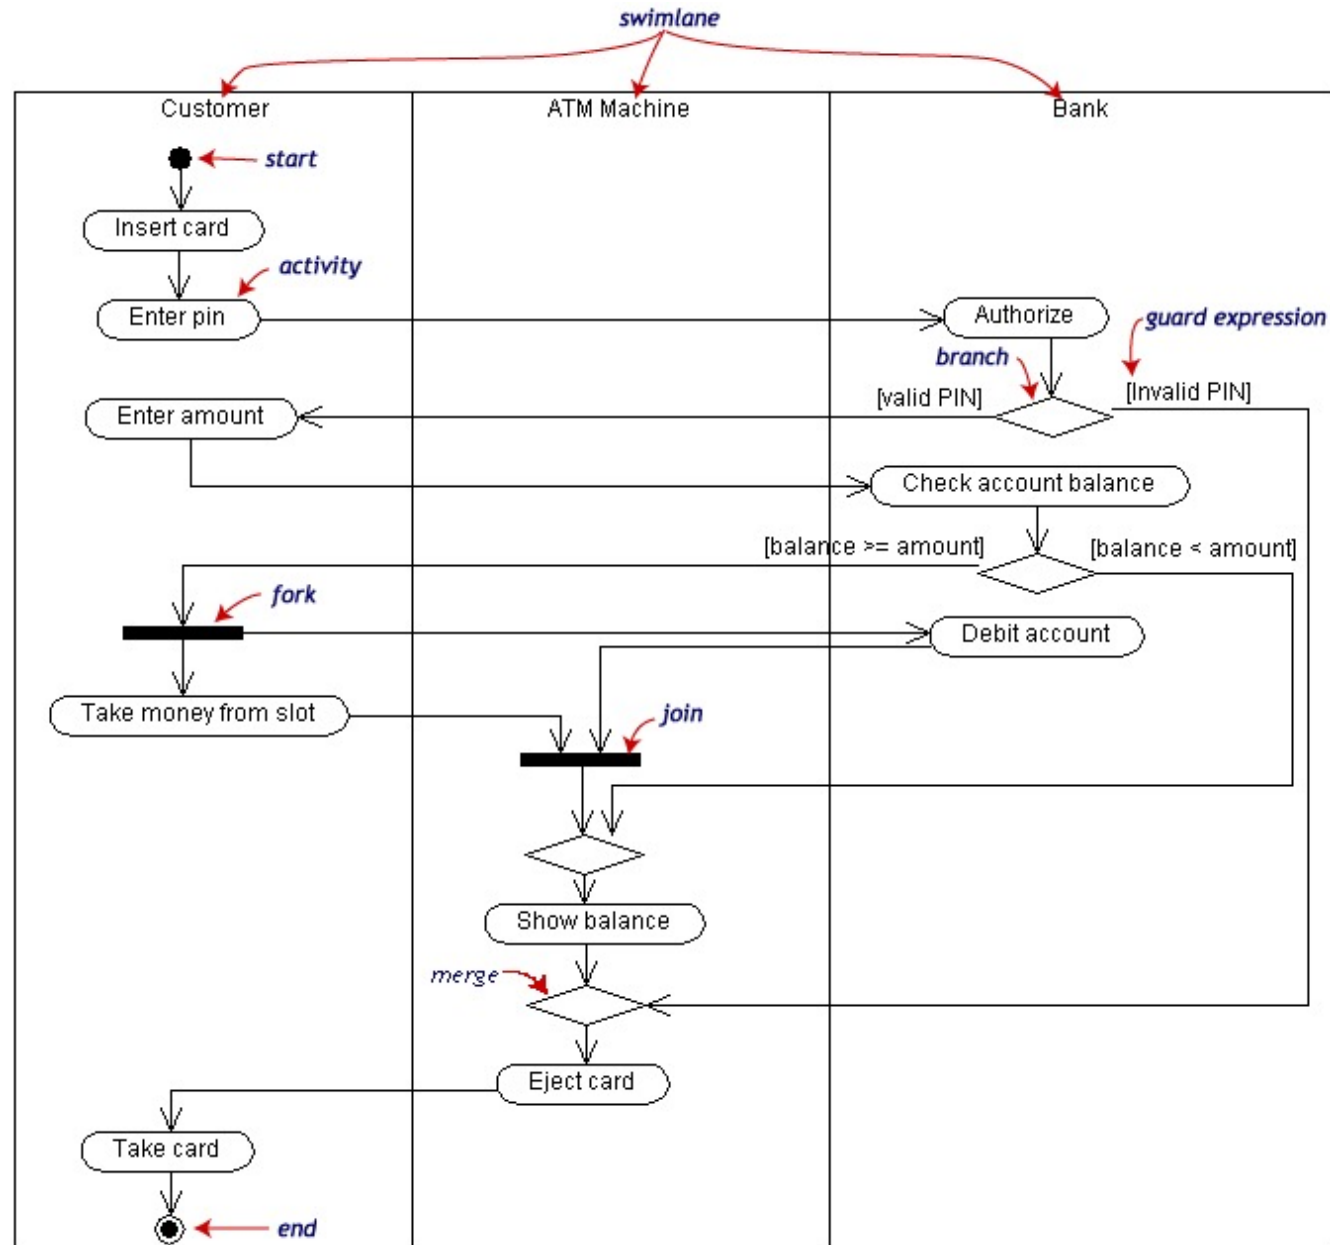 swimlane
Customer
ATM Machine
Bank
start
Insert card
activity
Enter pin
Authorize
guard expression
branch
[valid PIN]
[Invalid PIN]
Enter amount
Check account balance
[balance >= amount]
[balance < amount]
fork
Debit account
Take money from slot
join
Show balance
merge
Eject card
Take card
end